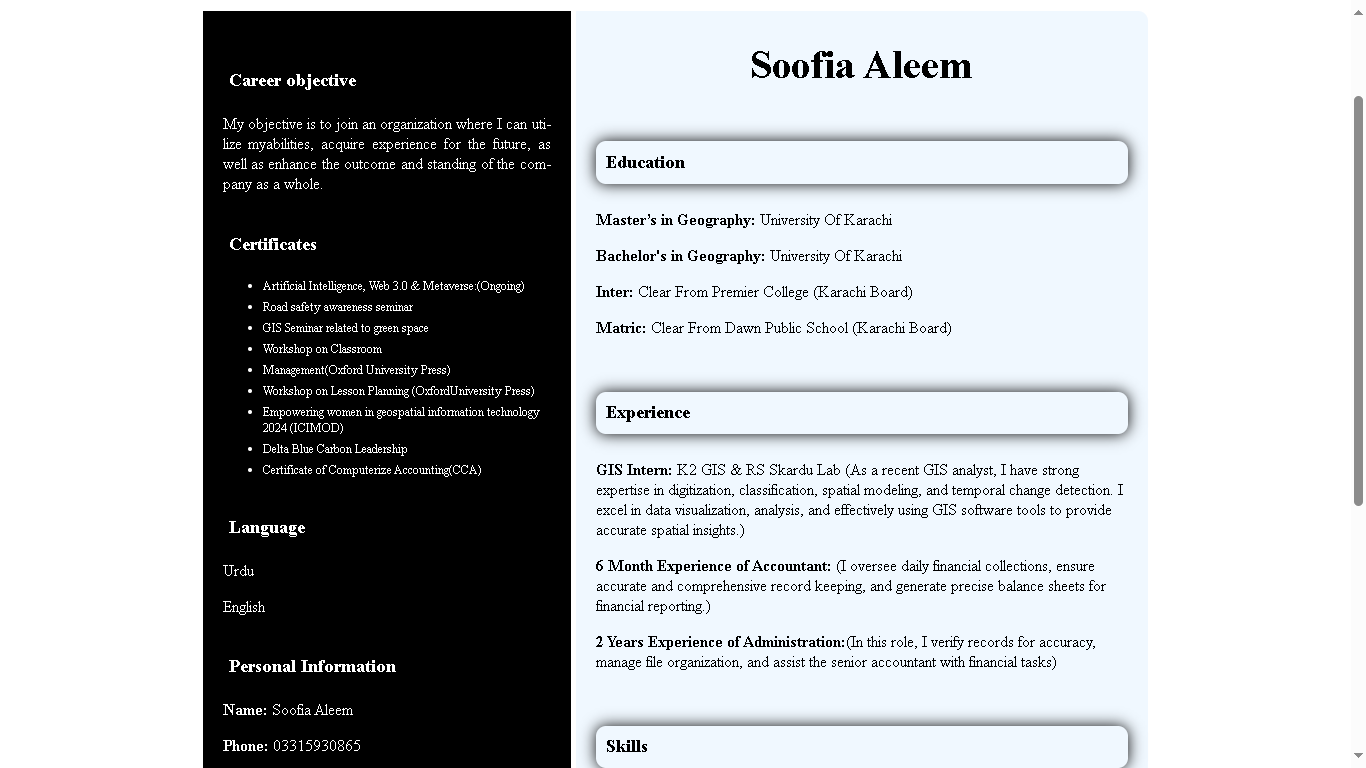 Career objective
My objective is to join an organization where I can uti-
lize myabilities, acquire experience for the future, as
well as enhance the outcome and standing of the com-
pany as a whole.
Certificates
Artificial Intelligence, Web 3.0 & Metaverse:(Ongoing)
Road safety awareness seminar
GIS Seminar related to green space
Workshop on Classroom
Management(Oxford University Press)
Workshop on Lesson Planning (OxfordUniversity Press)
Empowering women in geospatial information technology
2024 (ICIMOD)
Delta Blue Carbon Leadership
Certificate of Computerize Accounting(CCA)
Language
Urdu
English
Personal Information
Name: Soofia Aleem
Phone: 03315930865
Soofia Aleem
Education
Master’s in Geography: University Of Karachi
Bachelor's in Geography: University Of Karachi
Inter: Clear From Premier College (Karachi Board)
Matric: Clear From Dawn Public School (Karachi Board)
Experience
GIS Intern: K2 GIS & RS Skardu Lab (As a recent GIS analyst, I have strong
expertise in digitization, classification, spatial modeling, and temporal change detection. I
excel in data visualization, analysis, and effectively using GIS software tools to provide
accurate spatial insights.)
6 Month Experience of Accountant: (I oversee daily financial collections, ensure
accurate and comprehensive record keeping, and generate precise balance sheets for
financial reporting.)
2 Years Experience of Administration:(In this role, I verify records for accuracy,
manage file organization, and assist the senior accountant with financial tasks)
Skills